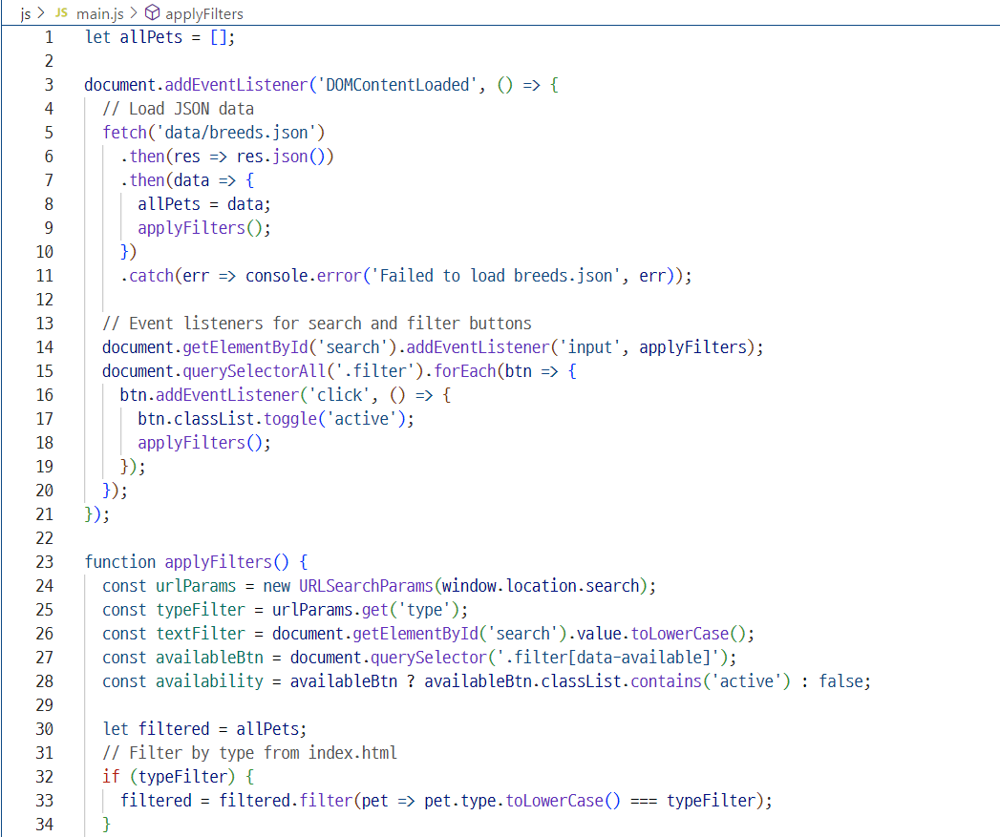 js > JS main.js > applyFilters
1 let allPets = [];
2
3 document.addEventListener('DOMContentLoaded', () => {
4   // Load JSON data
5   fetch('data/breeds.json')
6     .then(res => res.json())
7     .then(data => {
8       allPets = data;
9       applyFilters();
10     })
11     .catch(err => console.error('Failed to load breeds.json', err));
12
13   // Event listeners for search and filter buttons
14   document.getElementById('search').addEventListener('input', applyFilters);
15   document.querySelectorAll('.filter').forEach(btn => {
16     btn.addEventListener('click', () => {
17       btn.classList.toggle('active');
18       applyFilters();
19     });
20   });
21 });
22
23 function applyFilters() {
24   const urlParams = new URLSearchParams(window.location.search);
25   const typeFilter = urlParams.get('type');
26   const textFilter = document.getElementById('search').value.toLowerCase();
27   const availableBtn = document.querySelector('.filter[data-available]');
28   const availability = availableBtn ? availableBtn.classList.contains('active') : false;
29
30   let filtered = allPets;
31   // Filter by type from index.html
32   if (typeFilter) {
33     filtered = filtered.filter(pet => pet.type.toLowerCase() === typeFilter);
34   }